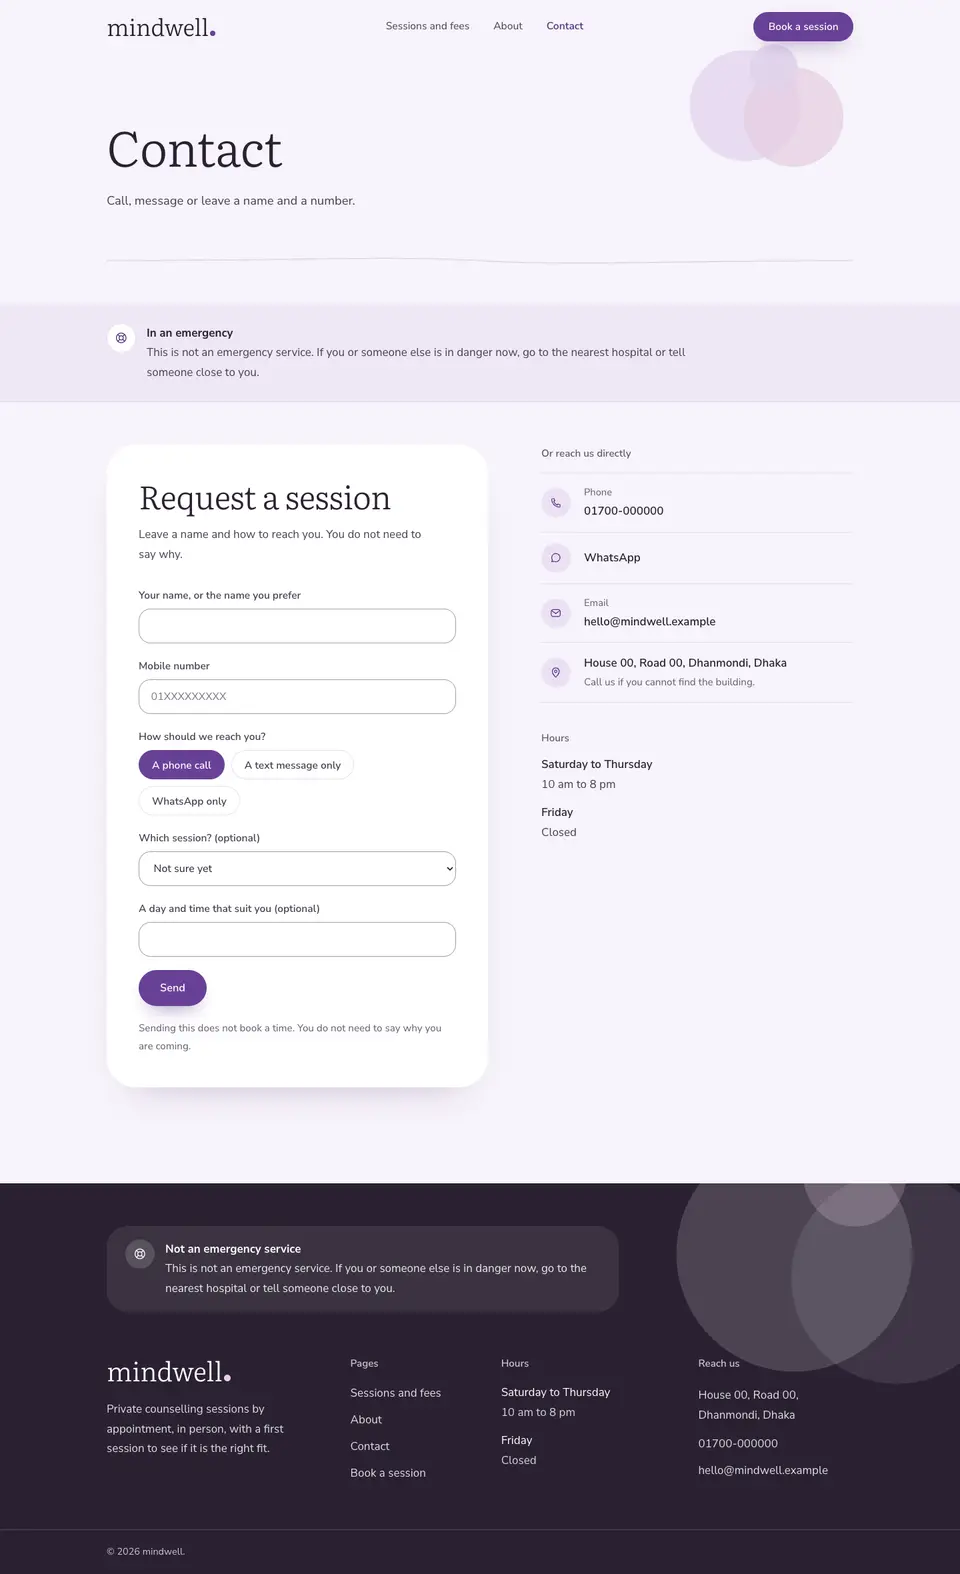 mindwell.
Sessions and fees
About
Contact
Book a session
Contact
Call, message or leave a name and a number.
In an emergency
This is not an emergency service. If you or someone else is in danger now, go to the nearest hospital or tell
someone close to you.
Request a session
Leave a name and how to reach you. You do not need to
say why.
Your name, or the name you prefer
Mobile number
01XXXXXXXXX
How should we reach you?
A phone call
A text message only
WhatsApp only
Which session? (optional)
Not sure yet
A day and time that suit you (optional)
Send
Sending this does not book a time. You do not need to say why you
are coming.
Or reach us directly
Phone
01700-000000
WhatsApp
Email
hello@mindwell.example
House 00, Road 00, Dhanmondi, Dhaka
Call us if you cannot find the building.
Hours
Saturday to Thursday
10 am to 8 pm
Friday
Closed
Not an emergency service
This is not an emergency service. If you or someone else is in danger now, go to the
nearest hospital or tell someone close to you.
mindwell.
Private counselling sessions by
appointment, in person, with a first
session to see if it is the right fit.
Pages
Sessions and fees
About
Contact
Book a session
Hours
Saturday to Thursday
10 am to 8 pm
Friday
Closed
Reach us
House 00, Road 00,
Dhanmondi, Dhaka
01700-000000
hello@mindwell.example
© 2026 mindwell.